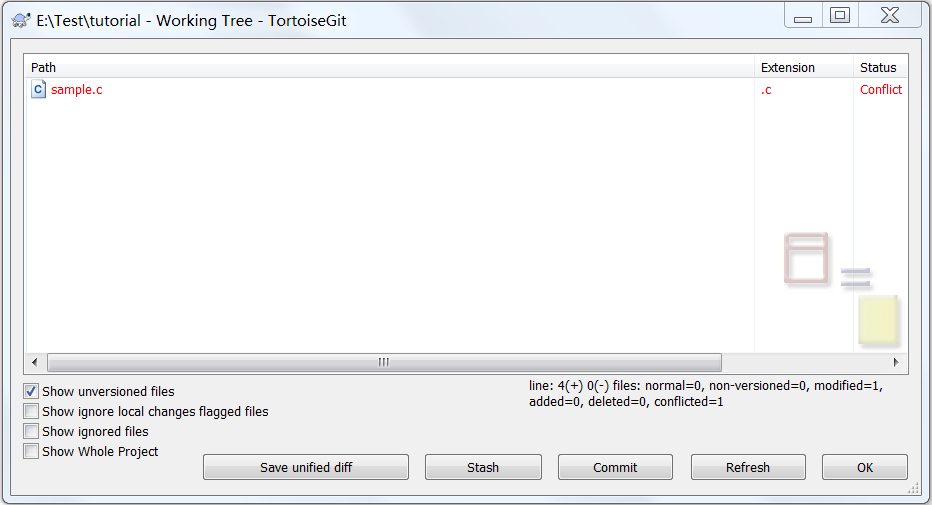 E:\Test\tutorial - Working Tree - TortoiseGit
Path Extension Status
C sample.c .c Conflict
line: 4(+) 0(-) files: normal=0, non-versioned=0, modified=1,
added=0, deleted=0, conflicted=1
Show unversioned files
Show ignore local changes flagged files
Show ignored files
Show Whole Project
Save unified diff Stash Commit Refresh OK